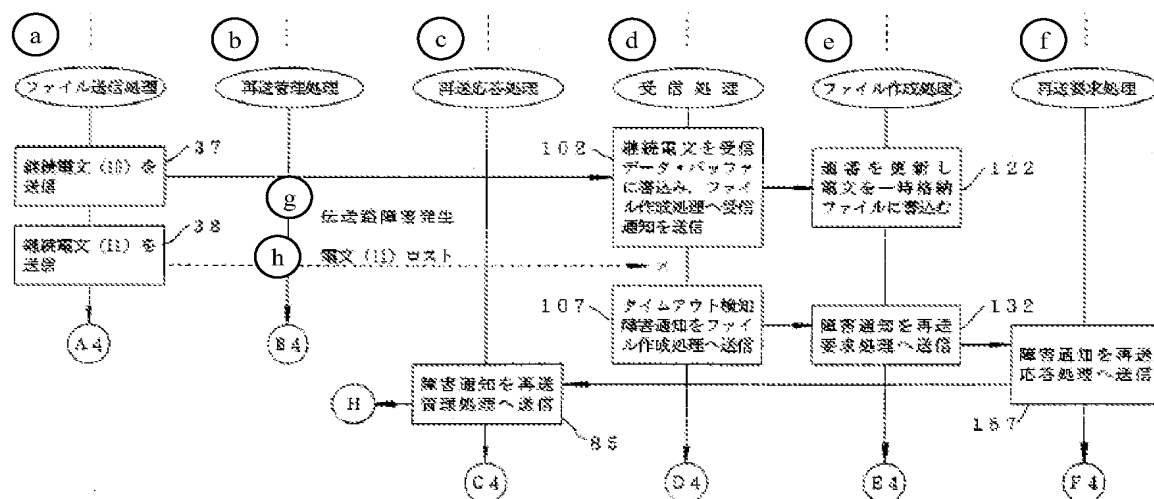 a
b
c
d
e
f
ファイル送信処理
再送管理処理
再送応答処理
受信処理
ファイル作成処理
再送要求処理
37
継続電文(10)を
送信
102
継続電文を受信
データ・バッファ
に書込み、ファイ
ル作成処理へ受信
通知を送信
通番を更新し
電文を一時格納
ファイルに書込む
122
g
伝送路障害発生
38
継続電文(11)を
送信
h
電文(11)ロスト
×
107
タイムアウト検知
障害通知をファイ
ル作成処理へ送信
132
障害通知を再送
要求処理へ送信
A4
B4
障害通知を再送
応答処理へ送信
H
障害通知を再送
管理処理へ送信
167
85
C4
D4
E4
F4